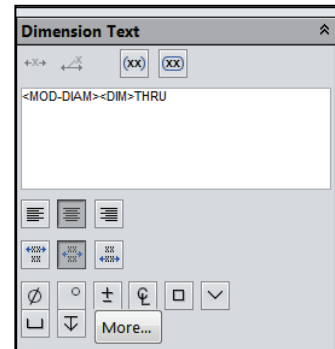 Dimension Text
(xx) (xx)
<MOD-DIAM><DIM>THRU
More...